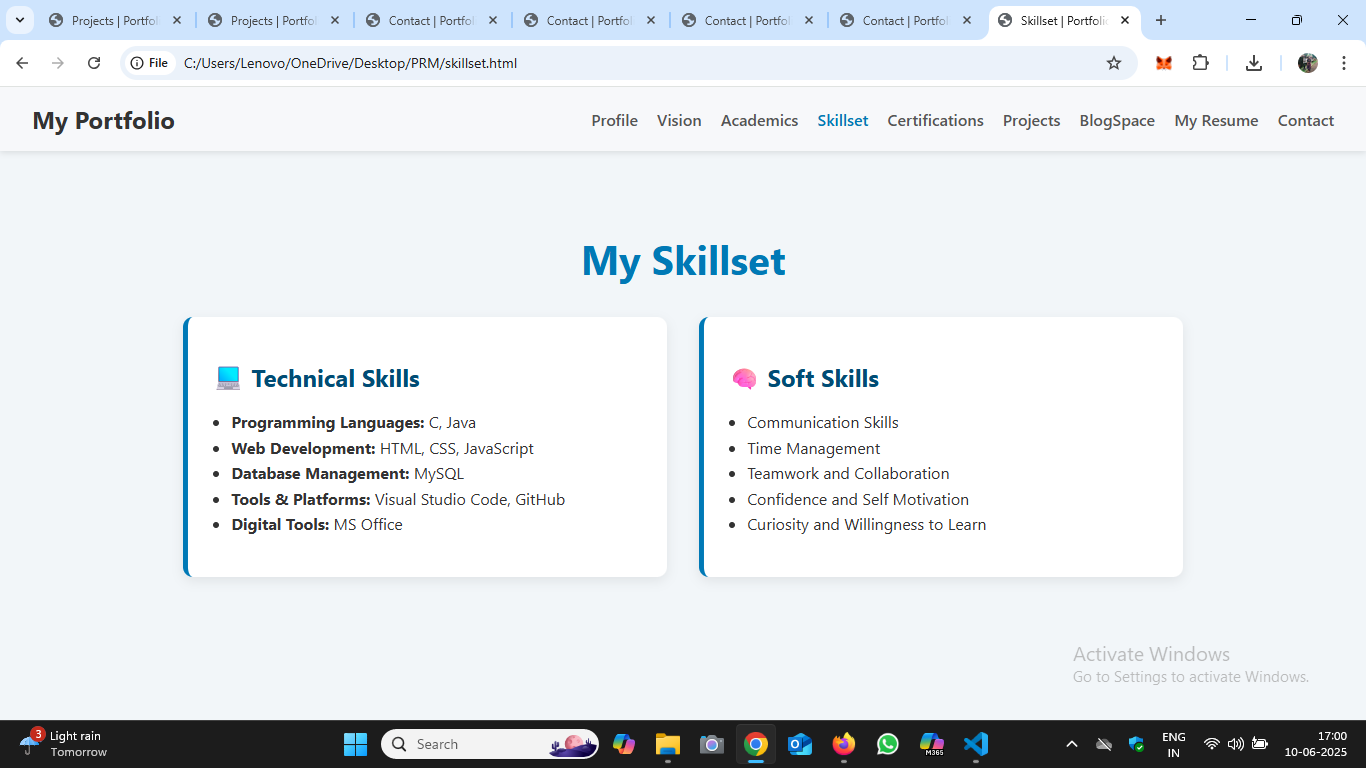 Projects | Portfol
Projects | Portfol
Contact | Portfol
Contact | Portfol
Contact | Portfol
Contact | Portfol
Skillset | Portfolio
File
C:/Users/Lenovo/OneDrive/Desktop/PRM/skillset.html
My Portfolio
Profile
Vision
Academics
Skillset
Certifications
Projects
BlogSpace
My Resume
Contact
My Skillset
Technical Skills
Programming Languages: C, Java
Web Development: HTML, CSS, JavaScript
Database Management: MySQL
Tools & Platforms: Visual Studio Code, GitHub
Digital Tools: MS Office
Soft Skills
Communication Skills
Time Management
Teamwork and Collaboration
Confidence and Self Motivation
Curiosity and Willingness to Learn
Activate Windows
Go to Settings to activate Windows.
3
Light rain
Tomorrow
Search
M365
ENG
IN
17:00
10-06-2025